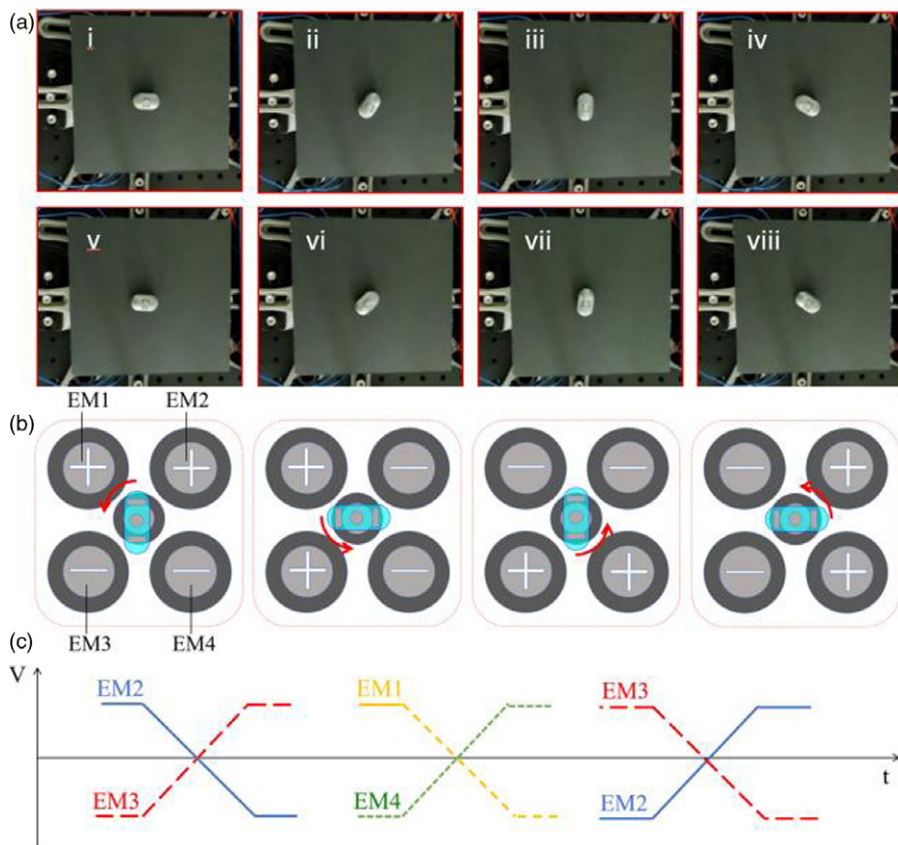 (a)
i ii iii iv
v vi vii viii
(b)
EM1 EM2
+ + + − − − − +
− − + − + + − +
EM3 EM4
(c)
V
EM2 EM1 EM3
EM3 EM4 EM2
t